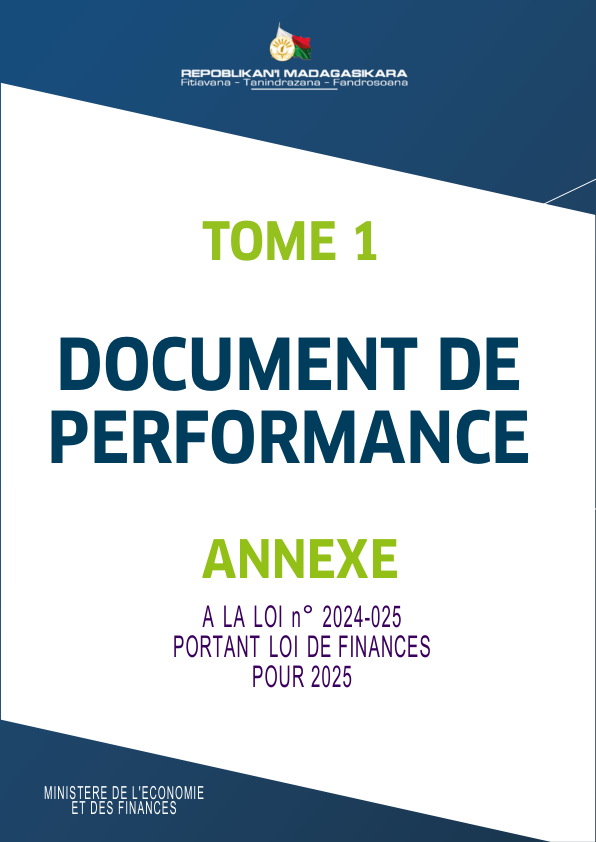 REPOBLIKAN'I MADAGASIKARA
Fitiavana - Tanindrazana - Fandrosoana
TOME 1
DOCUMENT DE
PERFORMANCE
ANNEXE
A LA LOI n° 2024-025
PORTANT LOI DE FINANCES
POUR 2025
MINISTERE DE L'ECONOMIE
ET DES FINANCES